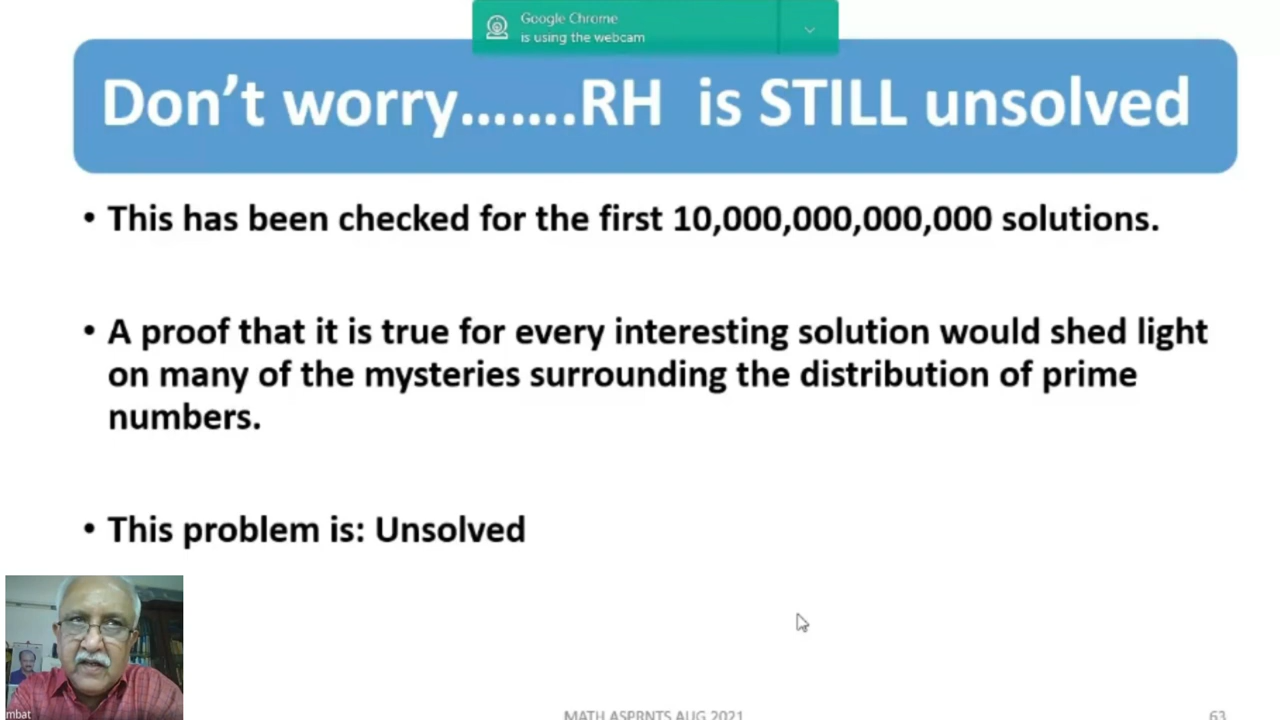 Google Chrome
is using the webcam
Don't worry…….RH is STILL unsolved
• This has been checked for the first 10,000,000,000,000 solutions.
• A proof that it is true for every interesting solution would shed light
on many of the mysteries surrounding the distribution of prime
numbers.
• This problem is: Unsolved
mbat
MATH ASPRNTS AUG 2021
63